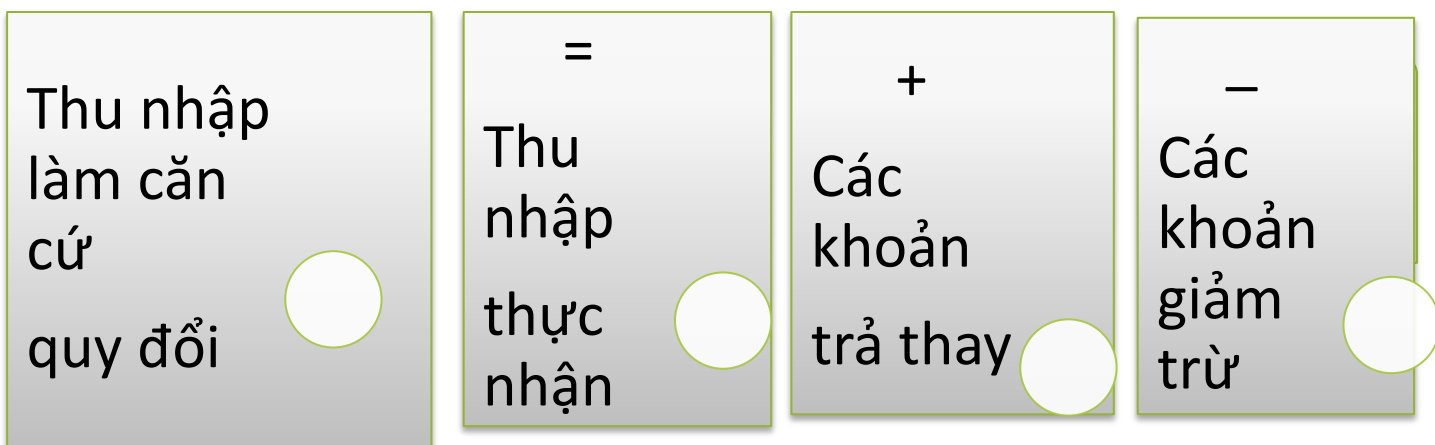 Thu nhập
làm căn
cứ
quy đổi
=
Thu
nhập
thực
nhận
+
Các
khoản
trả thay
–
Các
khoản
giảm
trừ